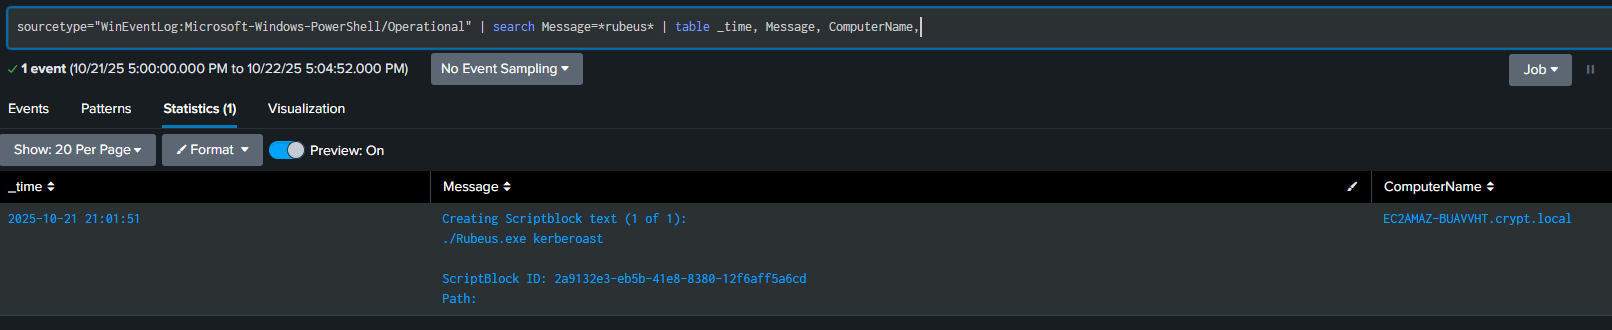 sourcetype="WinEventLog:Microsoft-Windows-PowerShell/Operational" | search Message=*rubeus* | table _time, Message, ComputerName,
1 event (10/21/25 5:00:00.000 PM to 10/22/25 5:04:52.000 PM)
No Event Sampling
Job
Events
Patterns
Statistics (1)
Visualization
Show: 20 Per Page
Format
Preview: On
_time
Message
ComputerName
2025-10-21 21:01:51
Creating Scriptblock text (1 of 1):
./Rubeus.exe kerberoast
ScriptBlock ID: 2a9132e3-eb5b-41e8-8380-12f6aff5a6cd
Path:
EC2AMAZ-BUAVVHT.crypt.local